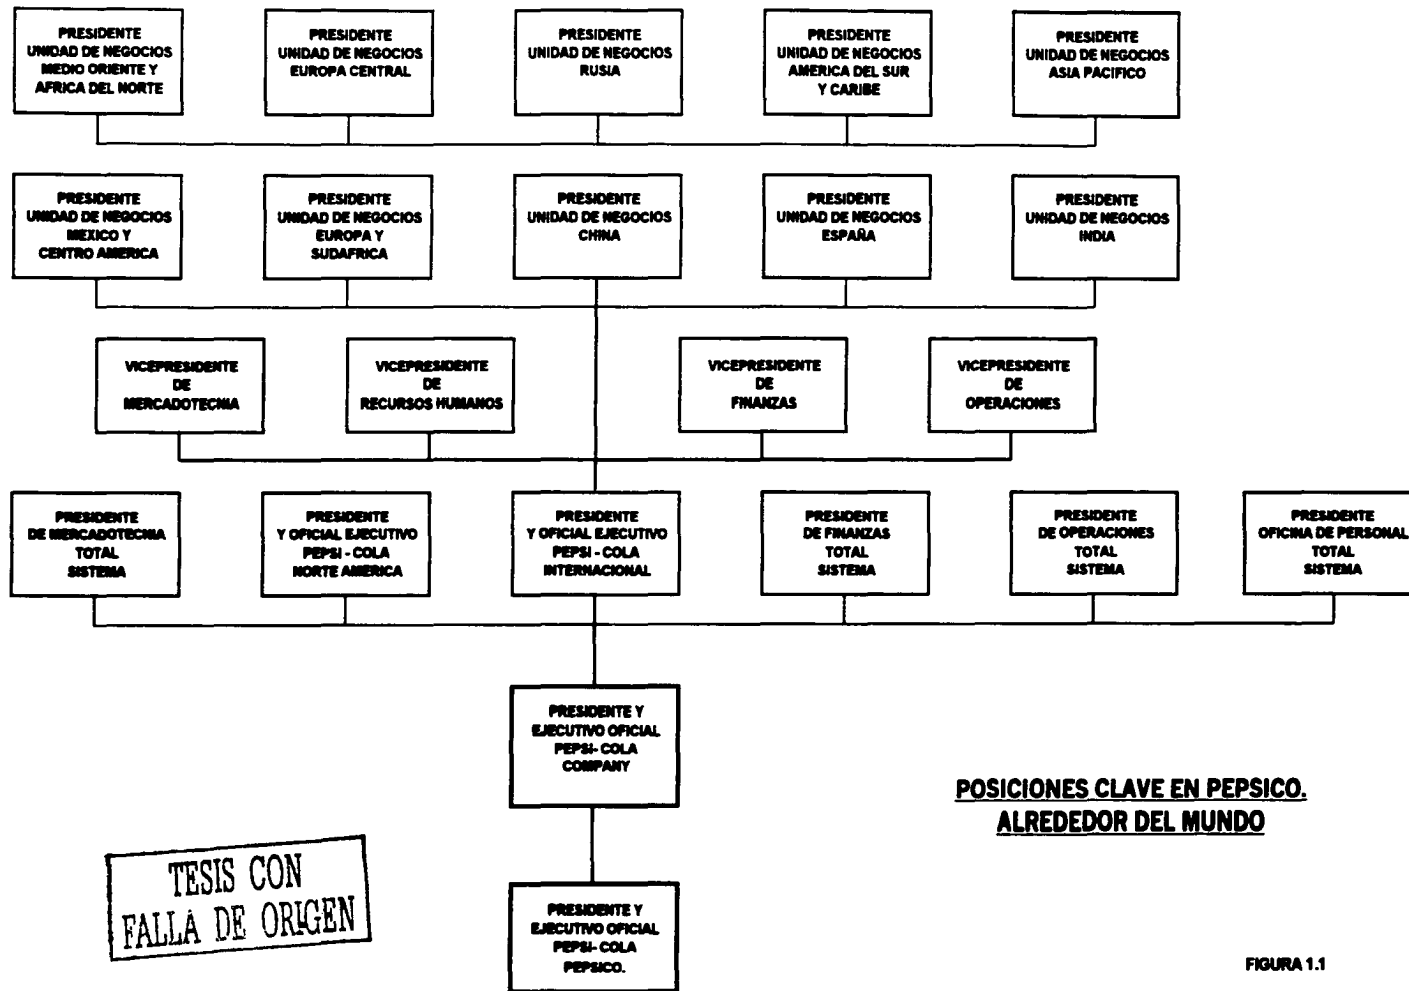 PRESIDENTE
UNIDAD DE NEGOCIOS
MEDIO ORIENTE Y
AFRICA DEL NORTE
PRESIDENTE
UNIDAD DE NEGOCIOS
EUROPA CENTRAL
PRESIDENTE
UNIDAD DE NEGOCIOS
RUSIA
PRESIDENTE
UNIDAD DE NEGOCIOS
AMERICA DEL SUR
Y CARIBE
PRESIDENTE
UNIDAD DE NEGOCIOS
ASIA PACIFICO
PRESIDENTE
UNIDAD DE NEGOCIOS
MEXICO Y
CENTRO AMERICA
PRESIDENTE
UNIDAD DE NEGOCIOS
EUROPA Y
SUDAFRICA
PRESIDENTE
UNIDAD DE NEGOCIOS
CHINA
PRESIDENTE
UNIDAD DE NEGOCIOS
ESPAÑA
PRESIDENTE
UNIDAD DE NEGOCIOS
INDIA
VICEPRESIDENTE
DE
MERCADOTECNIA
VICEPRESIDENTE
DE
RECURSOS HUMANOS
VICEPRESIDENTE
DE
FINANZAS
VICEPRESIDENTE
DE
OPERACIONES
PRESIDENTE
DE MERCADOTECNIA
TOTAL
SISTEMA
PRESIDENTE
Y OFICIAL EJECUTIVO
PEPSI - COLA
NORTE AMERICA
PRESIDENTE
Y OFICIAL EJECUTIVO
PEPSI - COLA
INTERNACIONAL
PRESIDENTE
DE FINANZAS
TOTAL
SISTEMA
PRESIDENTE
DE OPERACIONES
TOTAL
SISTEMA
PRESIDENTE
OFICINA DE PERSONAL
TOTAL
SISTEMA
PRESIDENTE Y
EJECUTIVO OFICIAL
PEPSI- COLA
COMPANY
POSICIONES CLAVE EN PEPSICO.
ALREDEDOR DEL MUNDO
TESIS CON
FALLA DE ORIGEN
PRESIDENTE Y
EJECUTIVO OFICIAL
PEPSI- COLA
PEPSICO.
FIGURA 1.1